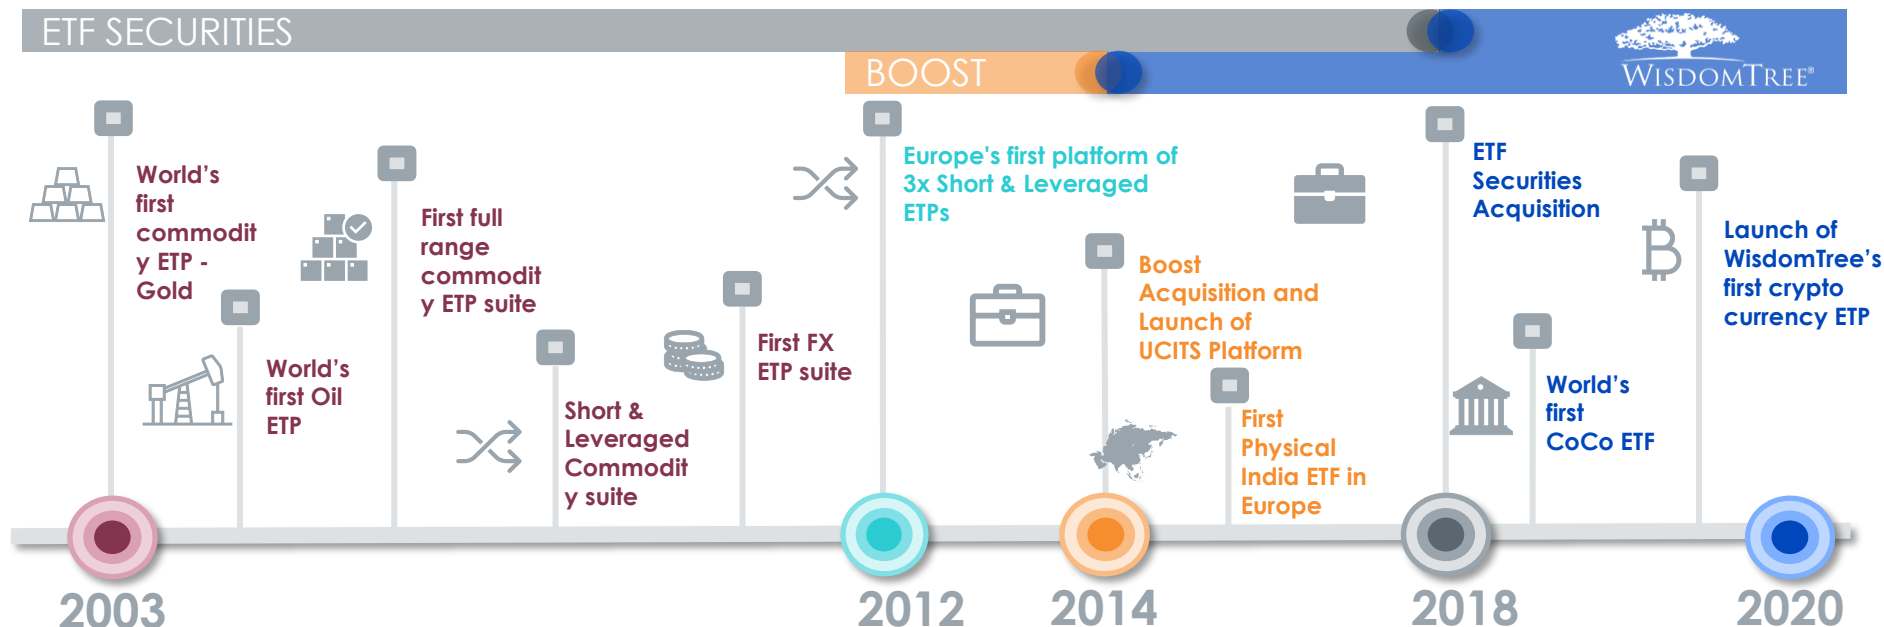 ETF SECURITIES
BOOST
WISDOMTREE®
World's
first
commodit
y ETP -
Gold
World's
first Oil
ETP
First full
range
commodit
y ETP suite
Short &
Leveraged
Commodit
y suite
First FX
ETP suite
Europe's first platform of
3x Short & Leveraged
ETPs
Boost
Acquisition and
Launch of
UCITS Platform
First
Physical
India ETF in
Europe
ETF
Securities
Acquisition
World's
first
CoCo ETF
Launch of
WisdomTree's
first crypto
currency ETP
2003
2012
2014
2018
2020